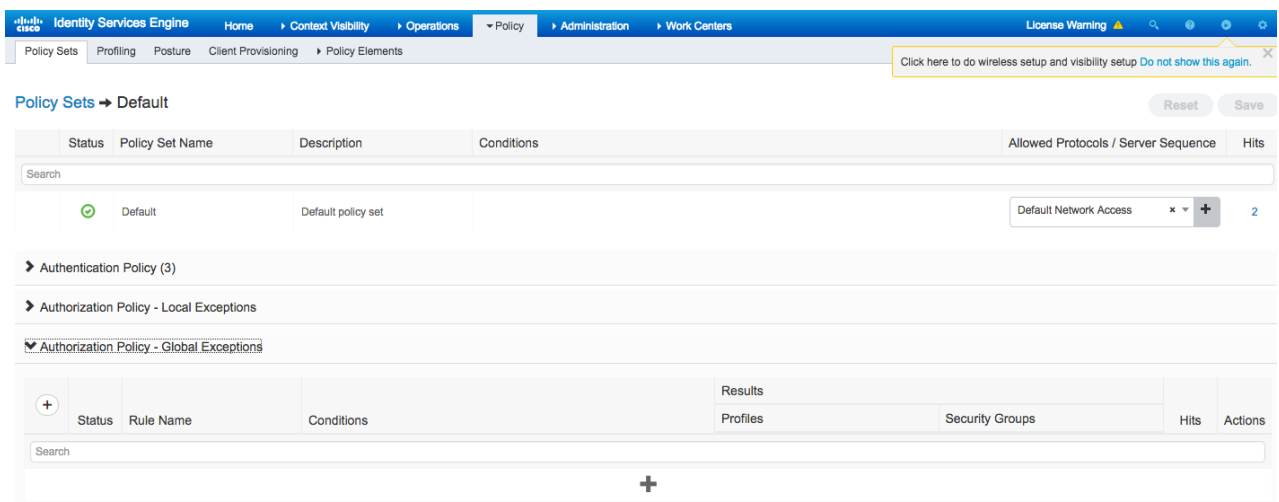 cisco Identity Services Engine Home Context Visibility Operations Policy Administration Work Centers License Warning
Policy Sets Profiling Posture Client Provisioning Policy Elements
Click here to do wireless setup and visibility setup Do not show this again.
Policy Sets → Default
Reset Save
Status Policy Set Name Description Conditions Allowed Protocols / Server Sequence Hits
Search
Default Default policy set Default Network Access 2
Authentication Policy (3)
Authorization Policy - Local Exceptions
Authorization Policy - Global Exceptions
Results
Status Rule Name Conditions Profiles Security Groups Hits Actions
Search